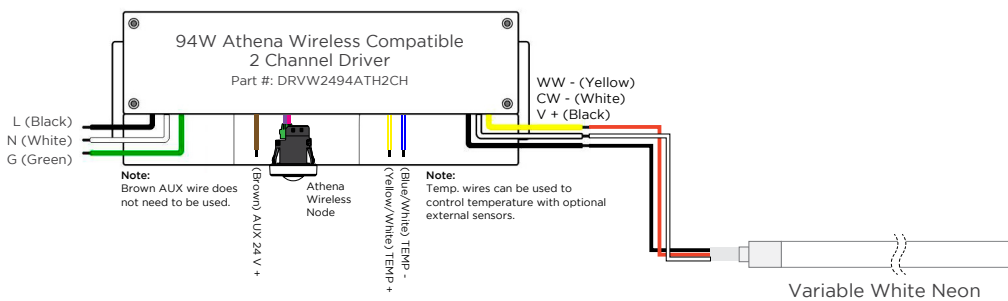 94W Athena Wireless Compatible
2 Channel Driver
Part #: DRVW2494ATH2CH
WW - (Yellow)
CW - (White)
V + (Black)
L (Black)
N (White)
G (Green)
Note:
Brown AUX wire does
not need to be used.
(Brown) AUX 24 V +
Athena
Wireless
Node
(Yellow/White) TEMP +
(Blue/White) TEMP -
Note:
Temp. wires can be used to
control temperature with optional
external sensors.
Variable White Neon